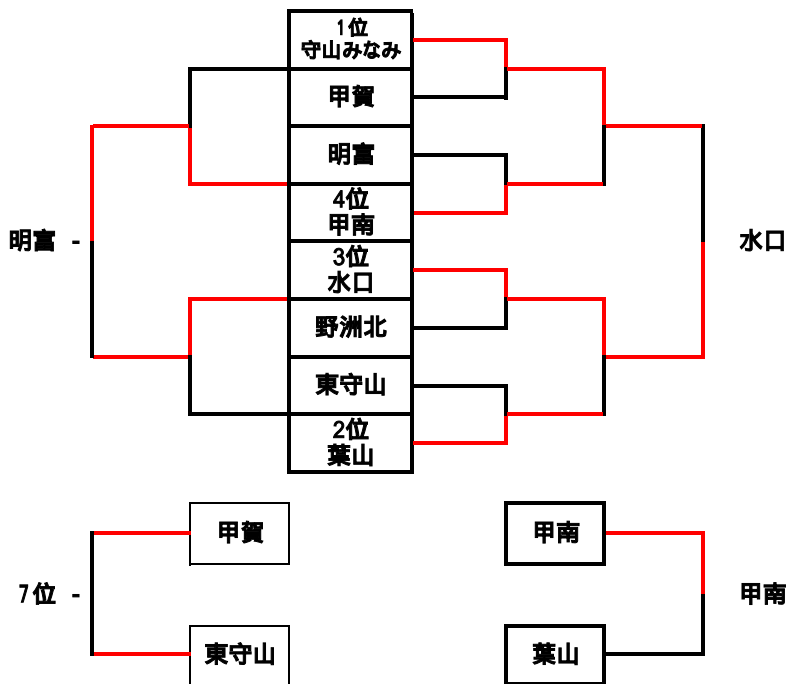 1位
守山みなみ
甲賀
明富
4位
甲南
明富 -
水口
3位
水口
野洲北
東守山
2位
葉山
甲賀
甲南
7位 -
甲南
東守山
葉山